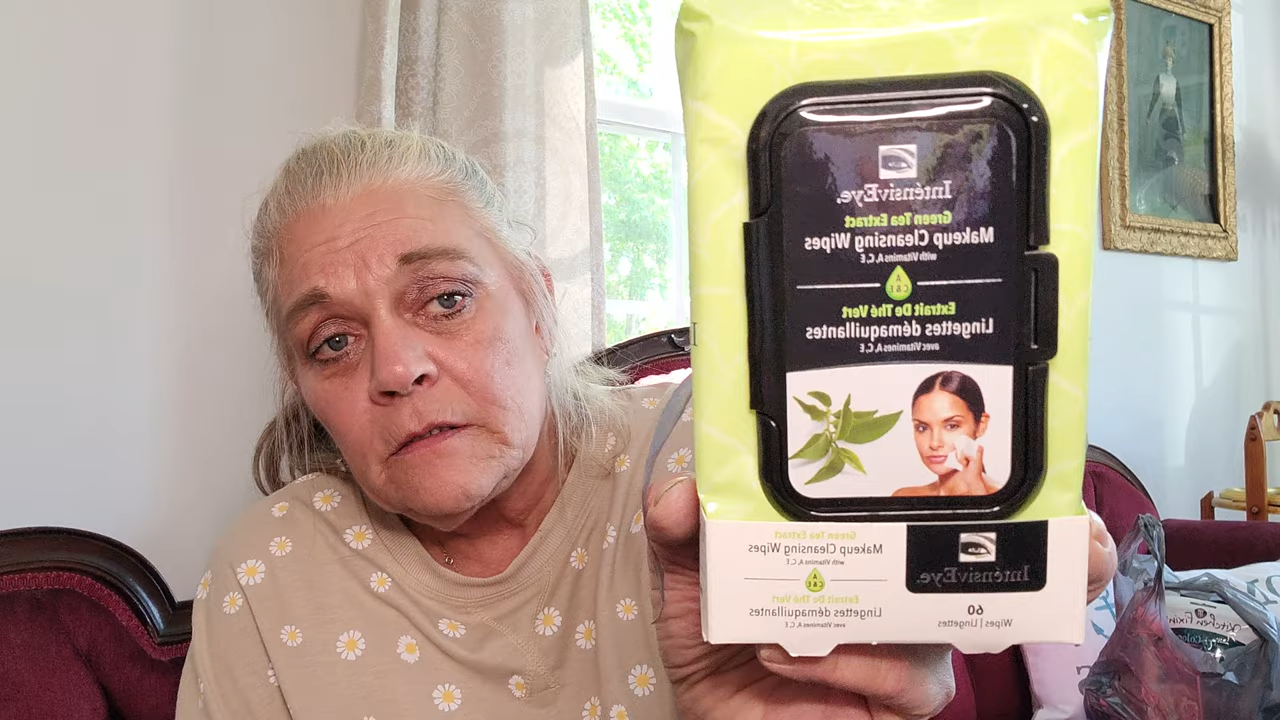 IntensivEye.
Green Tea Extract
Makeup Cleansing Wipes
with Vitamins A, C, E
A
C & E
Extrait De Thé Vert
Lingettes démaquillantes
avec Vitamines A, C, E
Green Tea Extract
Makeup Cleansing Wipes
with Vitamins A, C, E
A
C & E
Extrait De Thé Vert
Lingettes démaquillantes
avec Vitamines A, C, E
IntensivEye.
60
Wipes | Lingettes